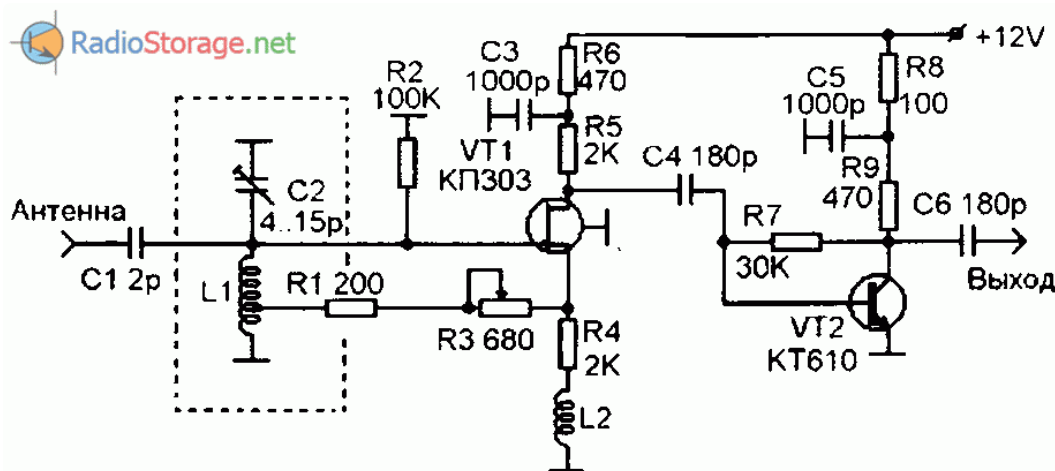 RadioStorage.net
Антенна
C1 2p
C2
4..15p
L1
R1 200
R2
100K
R3 680
C3
1000p
VT1
КП303
R6
470
R5
2K
R4
2K
L2
C4 180p
R7
30K
C5
1000p
R8
100
R9
470
+12V
C6 180p
Выход
VT2
КТ610